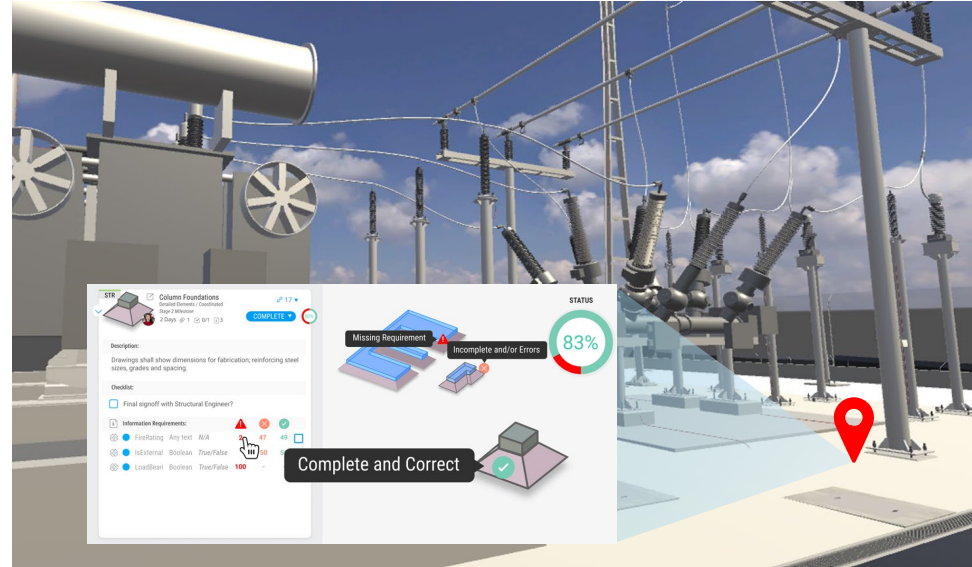 STR
Column Foundations
Detailed Elements / Coordinated
Stage 2 Milestone
2 Days 1 0/1 3
17
COMPLETE
Description:
Drawings shall show dimensions for fabrication; reinforcing steel
sizes, grades and spacing.
Checklist:
Final signoff with Structural Engineer?
Information Requirements:
FireRating Any text N/A 2 47 49
IsExternal Boolean True/False 50
LoadBeari Boolean True/False 100 -
Missing Requirement
Incomplete and/or Errors
Complete and Correct
STATUS
83%